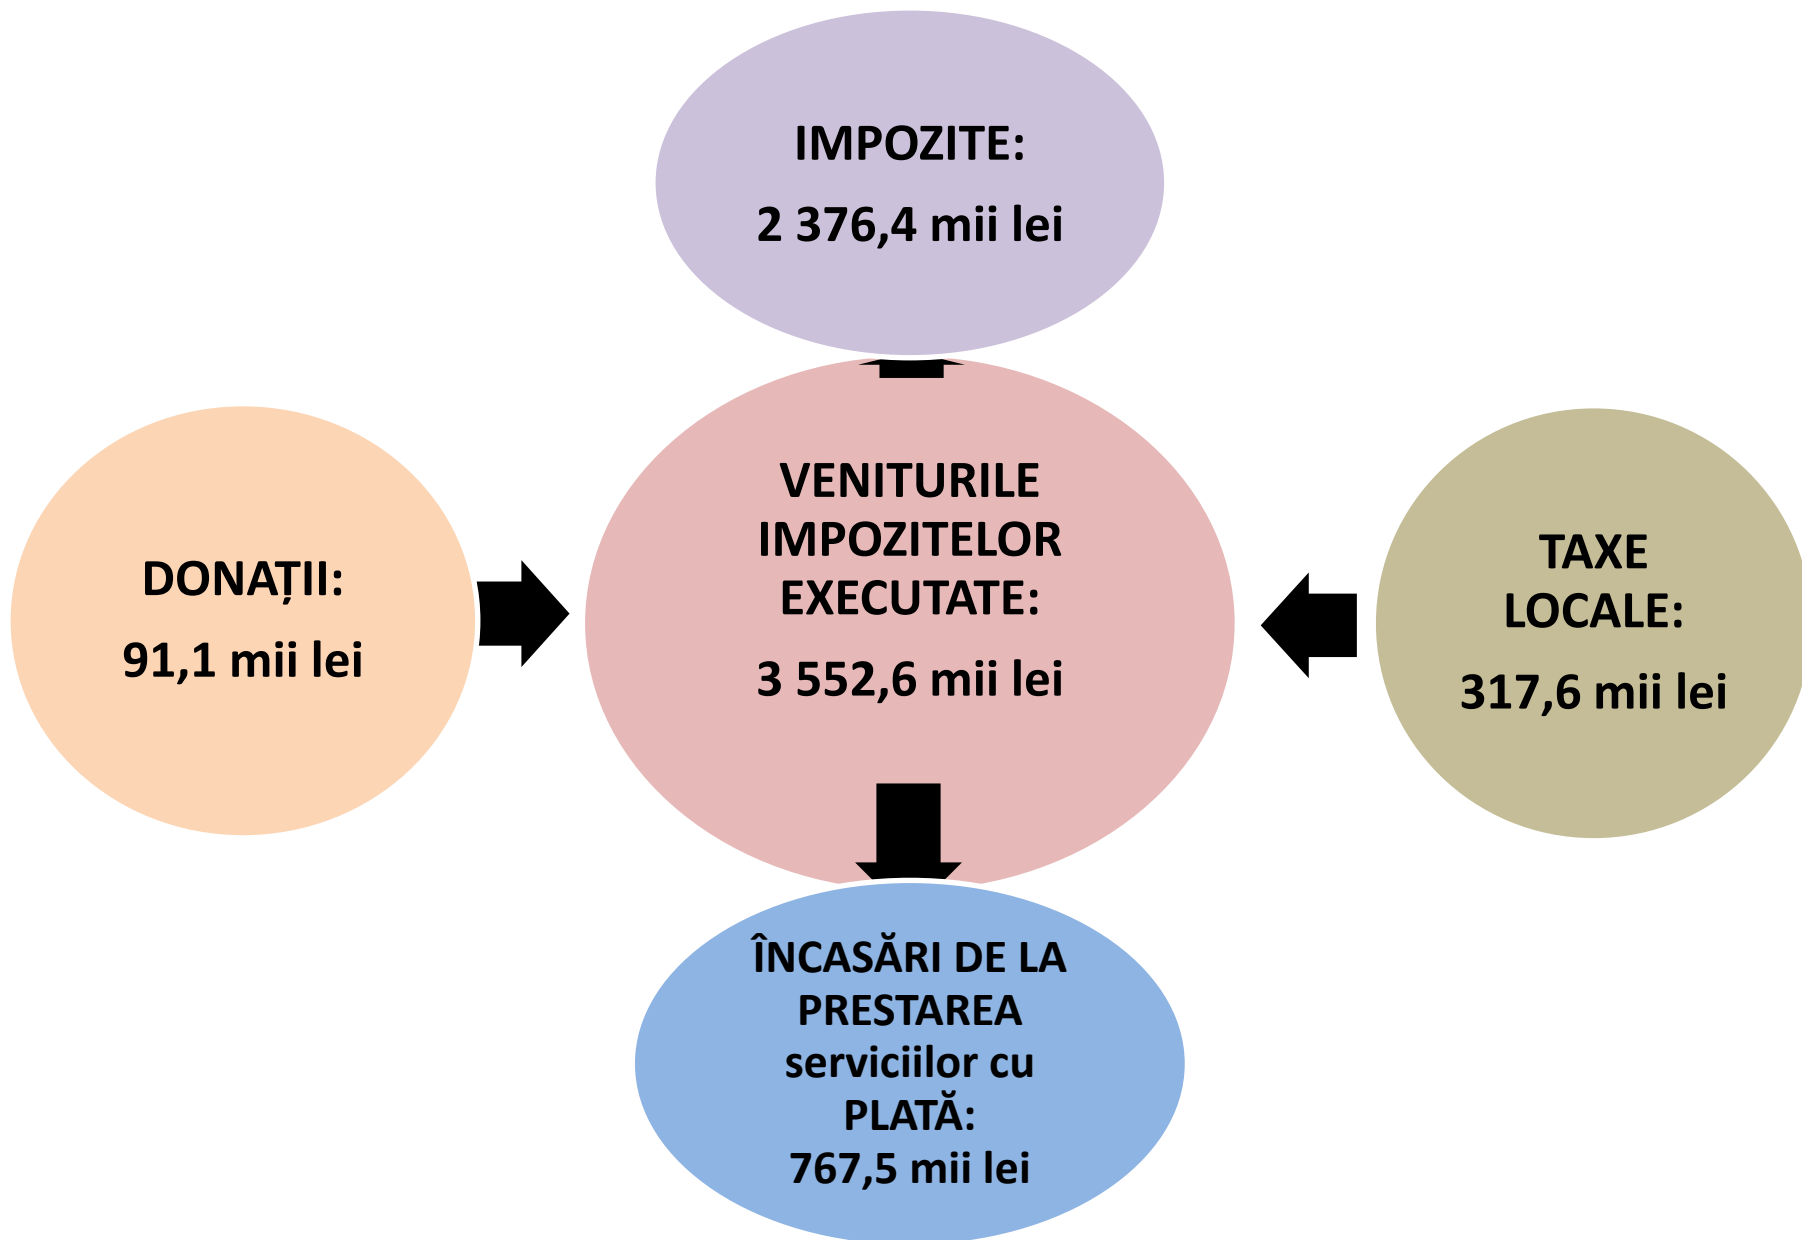 IMPOZITE:
2 376,4 mii lei
DONAȚII:
91,1 mii lei
VENITURILE
IMPOZITELOR
EXECUTATE:
3 552,6 mii lei
TAXE
LOCALE:
317,6 mii lei
ÎNCASĂRI DE LA
PRESTAREA
serviciilor cu
PLATĂ:
767,5 mii lei